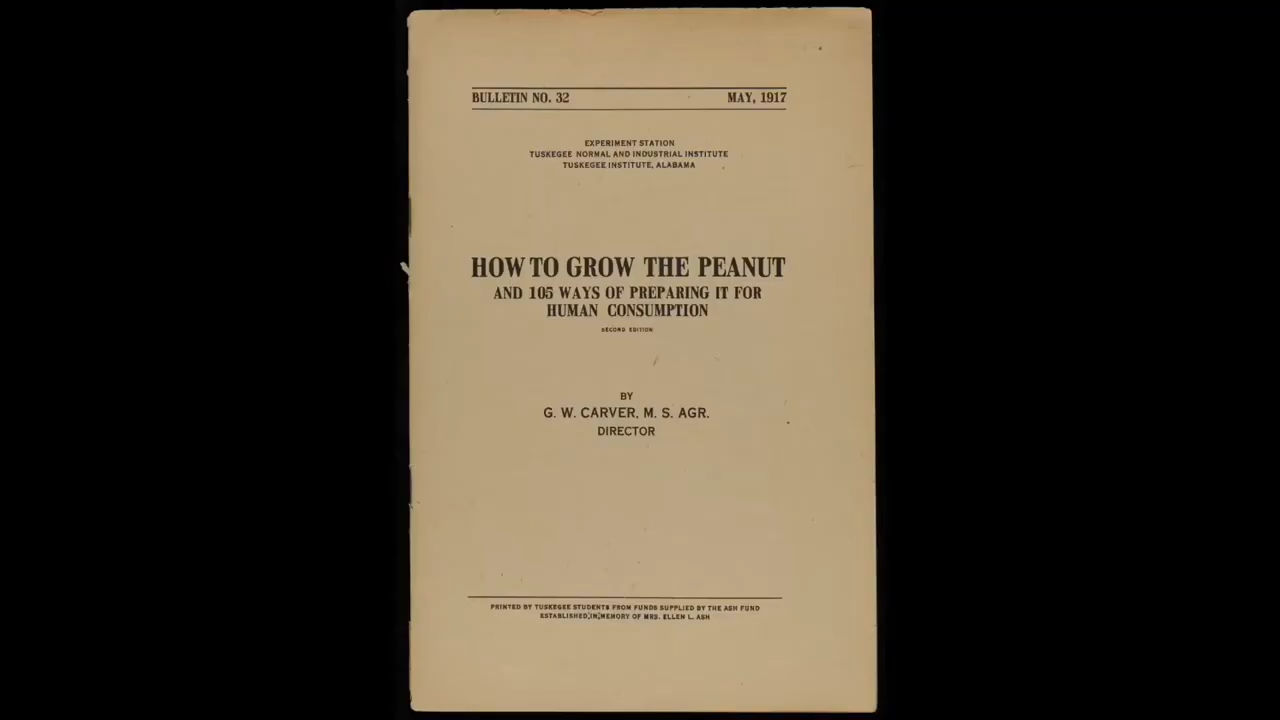 BULLETIN NO. 32 MAY, 1917
EXPERIMENT STATION
TUSKEGEE NORMAL AND INDUSTRIAL INSTITUTE
TUSKEGEE INSTITUTE, ALABAMA
HOW TO GROW THE PEANUT
AND 105 WAYS OF PREPARING IT FOR
HUMAN CONSUMPTION
SECOND EDITION
BY
G. W. CARVER, M. S. AGR.
DIRECTOR
PRINTED BY TUSKEGEE STUDENTS FROM FUNDS SUPPLIED BY THE ASH FUND
ESTABLISHED IN MEMORY OF MRS. ELLEN L. ASH